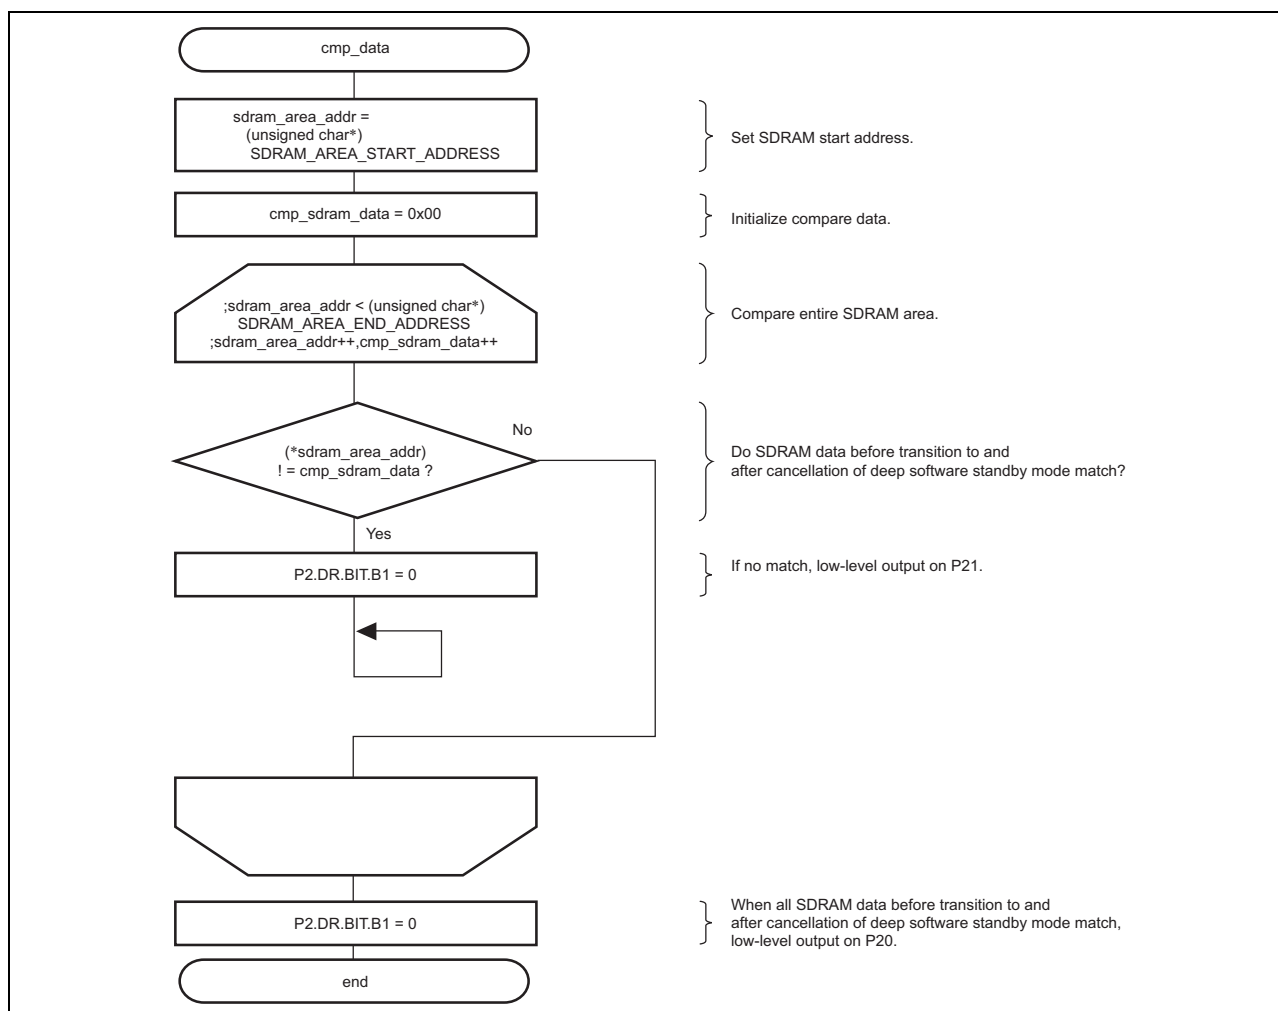 cmp_data
sdram_area_addr =
(unsigned char*)
SDRAM_AREA_START_ADDRESS
Set SDRAM start address.
cmp_sdram_data = 0x00
Initialize compare data.
;sdram_area_addr < (unsigned char*)
SDRAM_AREA_END_ADDRESS
;sdram_area_addr++,cmp_sdram_data++
Compare entire SDRAM area.
No
(*sdram_area_addr)
! = cmp_sdram_data ?
Do SDRAM data before transition to and
after cancellation of deep software standby mode match?
Yes
P2.DR.BIT.B1 = 0
If no match, low-level output on P21.
P2.DR.BIT.B1 = 0
When all SDRAM data before transition to and
after cancellation of deep software standby mode match,
low-level output on P20.
end